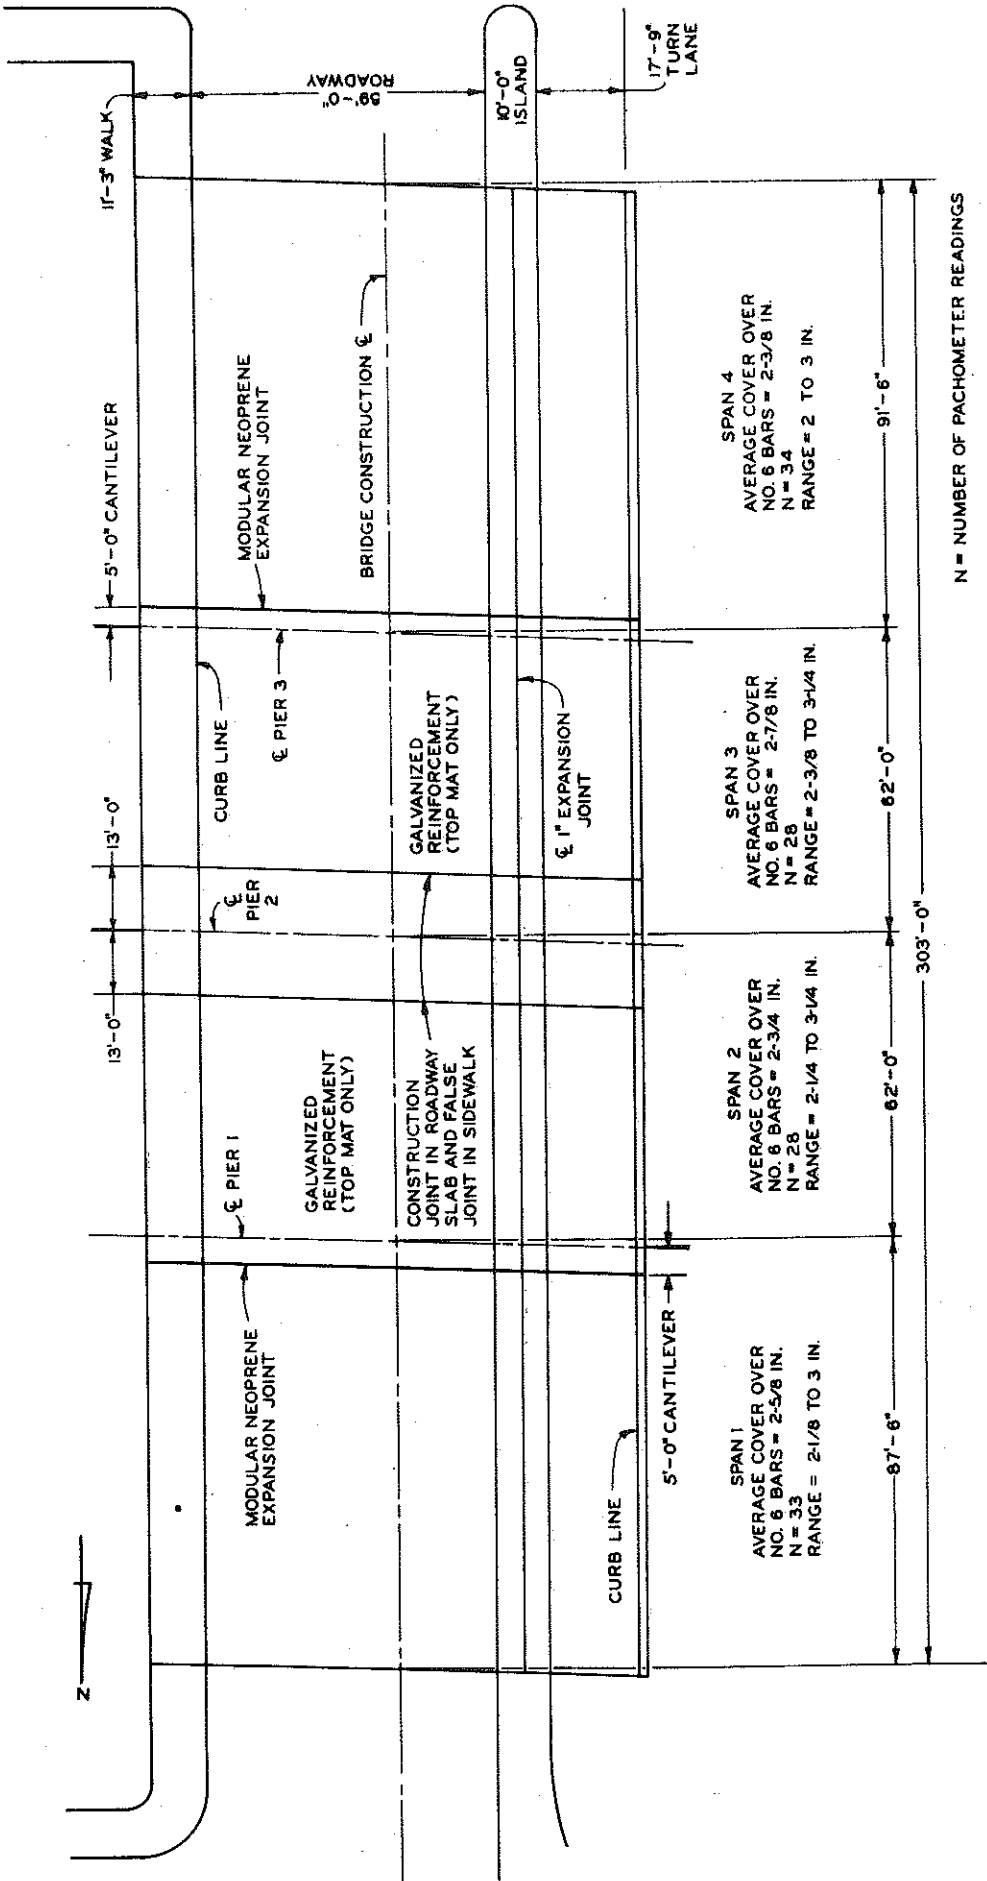 11'-3" WALK
59'-0"
ROADWAY
10'-0"
ISLAND
17'-9"
TURN
LANE
5'-0" CANTILEVER
MODULAR NEOPRENE
EXPANSION JOINT
BRIDGE CONSTRUCTION ℄
13'-0"
CURB LINE
℄ PIER 3
℄
PIER
2
GALVANIZED
REINFORCEMENT
(TOP MAT ONLY)
℄ 1" EXPANSION
JOINT
13'-0"
℄ PIER 1
GALVANIZED
REINFORCEMENT
(TOP MAT ONLY)
CONSTRUCTION
JOINT IN ROADWAY
SLAB AND FALSE
JOINT IN SIDEWALK
MODULAR NEOPRENE
EXPANSION JOINT
5'-0" CANTILEVER
CURB LINE
N
SPAN 1
AVERAGE COVER OVER
NO. 6 BARS = 2-5/8 IN.
N = 33
RANGE = 2-1/8 TO 3 IN.
SPAN 2
AVERAGE COVER OVER
NO. 6 BARS = 2-3/4 IN.
N = 28
RANGE = 2-1/4 TO 3-1/4 IN.
SPAN 3
AVERAGE COVER OVER
NO. 6 BARS = 2-7/8 IN.
N = 28
RANGE = 2-3/8 TO 3-1/4 IN.
SPAN 4
AVERAGE COVER OVER
NO. 6 BARS = 2-3/8 IN.
N = 34
RANGE = 2 TO 3 IN.
87'-6"
62'-0"
62'-0"
91'-6"
303'-0"
N = NUMBER OF PACHOMETER READINGS